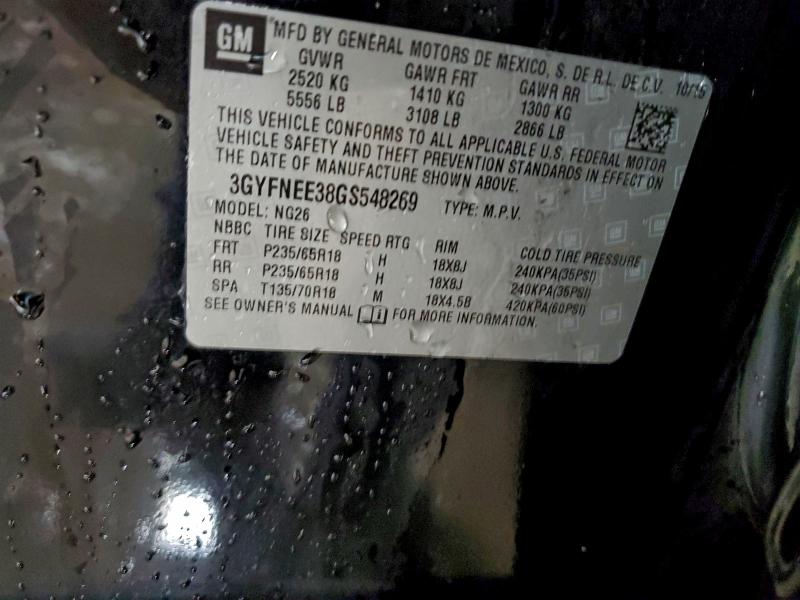 GM MFD BY GENERAL MOTORS DE MEXICO, S. DE R.L. DE C.V. 10/15
GVWR GAWR FRT GAWR RR
2520 KG 1410 KG 1300 KG
5556 LB 3108 LB 2866 LB
THIS VEHICLE CONFORMS TO ALL APPLICABLE U.S. FEDERAL MOTOR
VEHICLE SAFETY AND THEFT PREVENTION STANDARDS IN EFFECT ON
THE DATE OF MANUFACTURE SHOWN ABOVE.
3GYFNEE38GS548269 TYPE: M.P.V.
MODEL: NG26
NBBC TIRE SIZE SPEED RTG RIM COLD TIRE PRESSURE
FRT P235/65R18 H 18X8J 240KPA(35PSI)
RR P235/65R18 H 18X8J 240KPA(35PSI)
SPA T135/70R18 M 18X4.5B 420KPA(60PSI)
SEE OWNER'S MANUAL FOR MORE INFORMATION.